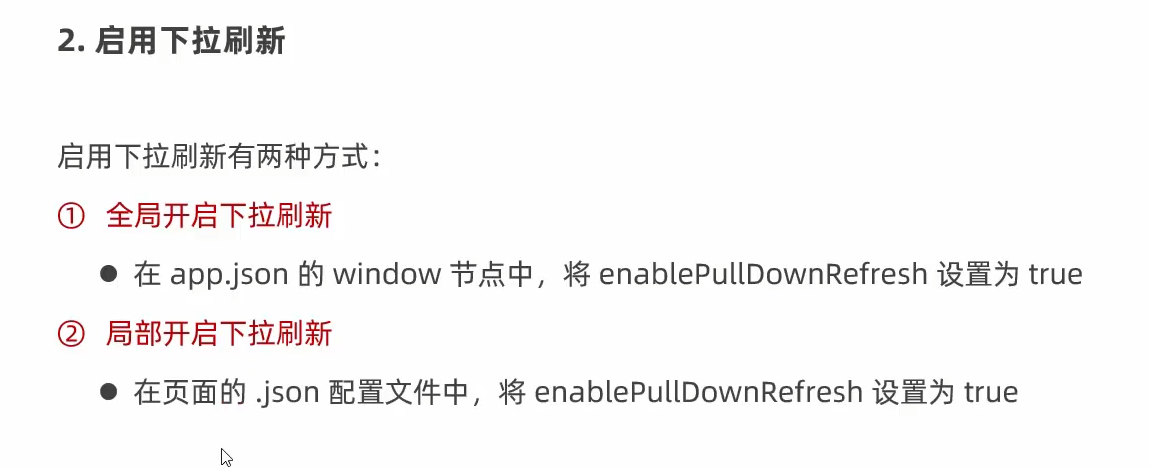 2. 启用下拉刷新
启用下拉刷新有两种方式：
① 全局开启下拉刷新
● 在 app.json 的 window 节点中，将 enablePullDownRefresh 设置为 true
② 局部开启下拉刷新
● 在页面的 .json 配置文件中，将 enablePullDownRefresh 设置为 true